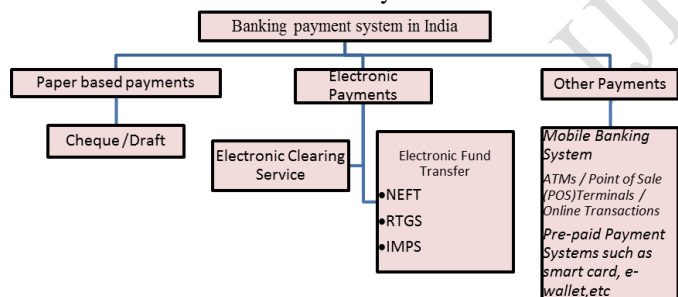 Banking payment system in India
Paper based payments
Electronic
Payments
Other Payments
Cheque /Draft
Electronic Clearing
Service
Electronic Fund
Transfer
•NEFT
•RTGS
•IMPS
Mobile Banking
System
ATMs / Point of Sale
(POS)Terminals /
Online Transactions
Pre-paid Payment
Systems such as
smart card, e-
wallet,etc